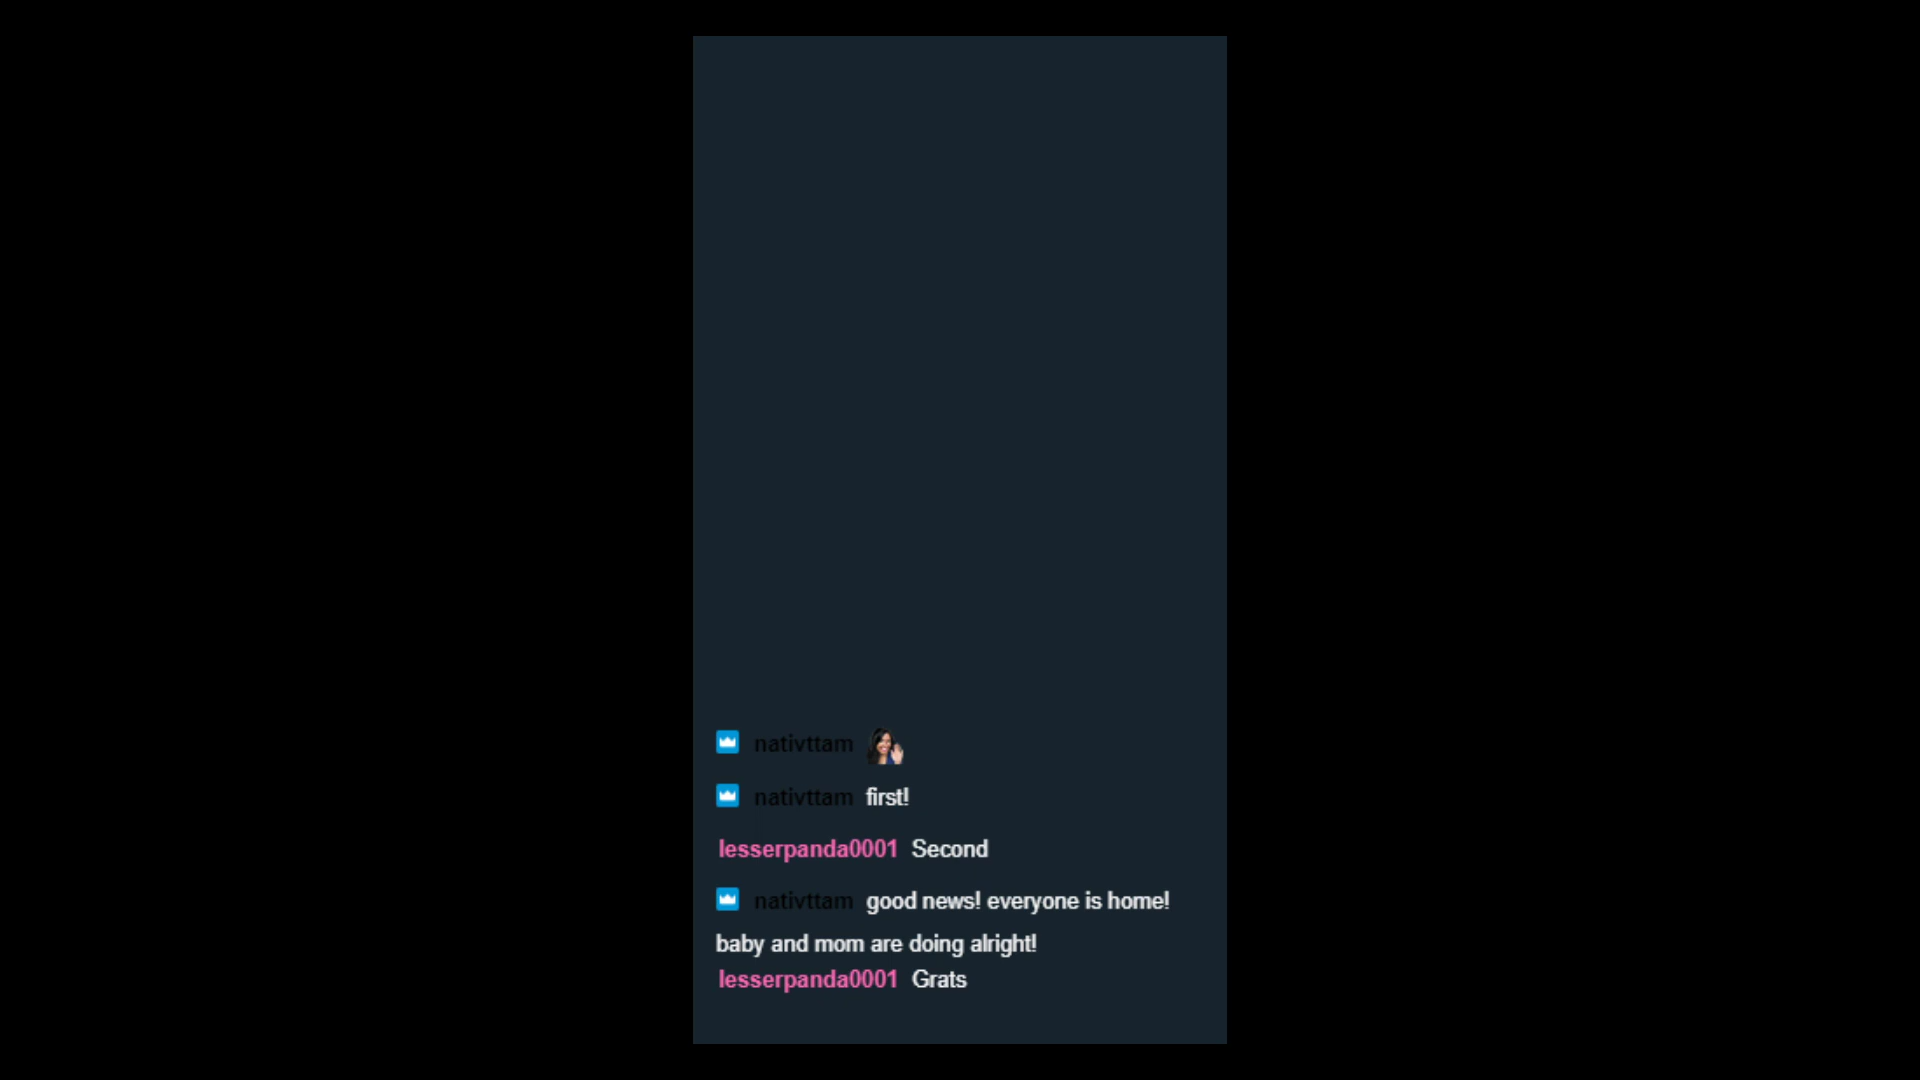 nativttam
nativttam first!
lesserpanda0001 Second
nativttam good news! everyone is home!
baby and mom are doing alright!
lesserpanda0001 Grats